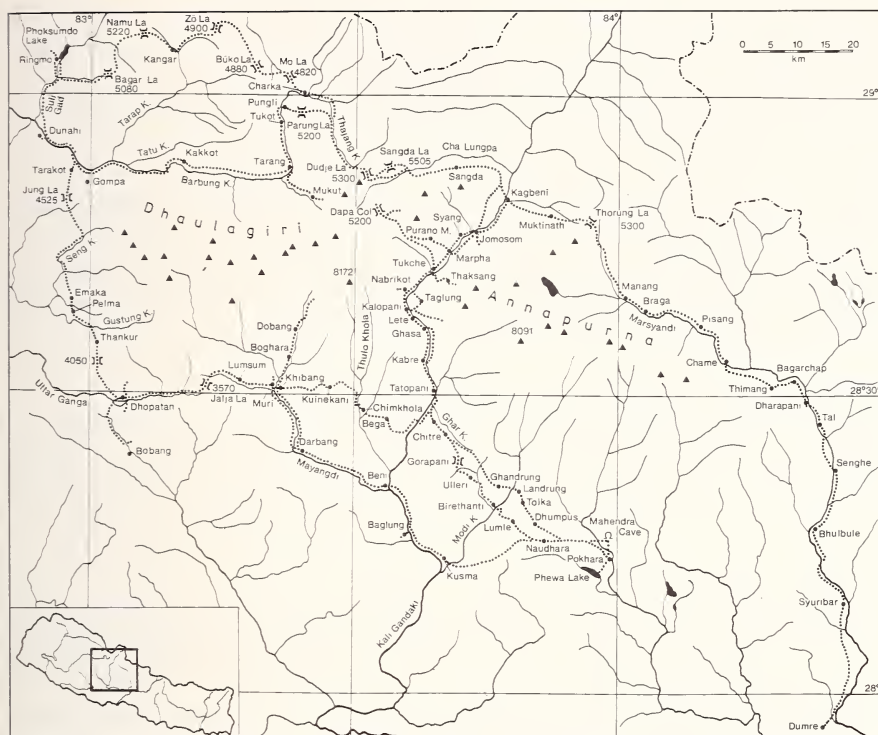 83°
84°
Namu La
5220
Zö La
4900
Phoksumdo
Lake
Ringmo
Kangar
Büko La
4880
Mo La
4820
Bagar La
5080
Charka
0 5 10 15 20
km
29°
Suli
Gad
Pungli
Tukot
Tarap K.
Parung La
5200
Dunahi
Tatu K.
Kakkot
Tarang
Thajang K.
Sangda La
5505
Cha Lungpa
Dudje La
5300
Sangda
Tarakot
Gompa
Barbung K.
Mukut
Kagbeni
Jung La
4525
Dapa Col
5200
Syang
Muktinath
Thorung La
5300
Dhaulagiri
Purano M.
Jomosom
Marpha
Seng K.
Tukche
Thaksang
8172
Nabrikot
Manang
Braga
Emaka
Pelma
Kalopani
Taglung
Annapurna
Marsyandi
Pisang
Gustung K.
Dobang
Lete
Thankur
Ghasa
8091
Boghara
Thulo Khola
Kabre
Chame
4050
Lumsum
Bagarchap
3570
Khibang
Tatopani
Thimang
28°30
Uttar Ganga
Jalja La
Muri
Kuinekani
Dharapani
Dhopatan
Chimkhola
Ghar K.
Tal
Bega
Chitre
Bobang
Darbang
Gorapani
Ghandrung
Senghe
Mayangdi
Beni
Ulleri
Landrung
Tolka
Birethanti
Dhumpus
Mahendra
Cave
Baglung
Modi K.
Lumle
Bhulbule
Naudhara
Pokhara
Kusma
Phewa Lake
Syuribar
Kali Gandaki
28°
Dumre